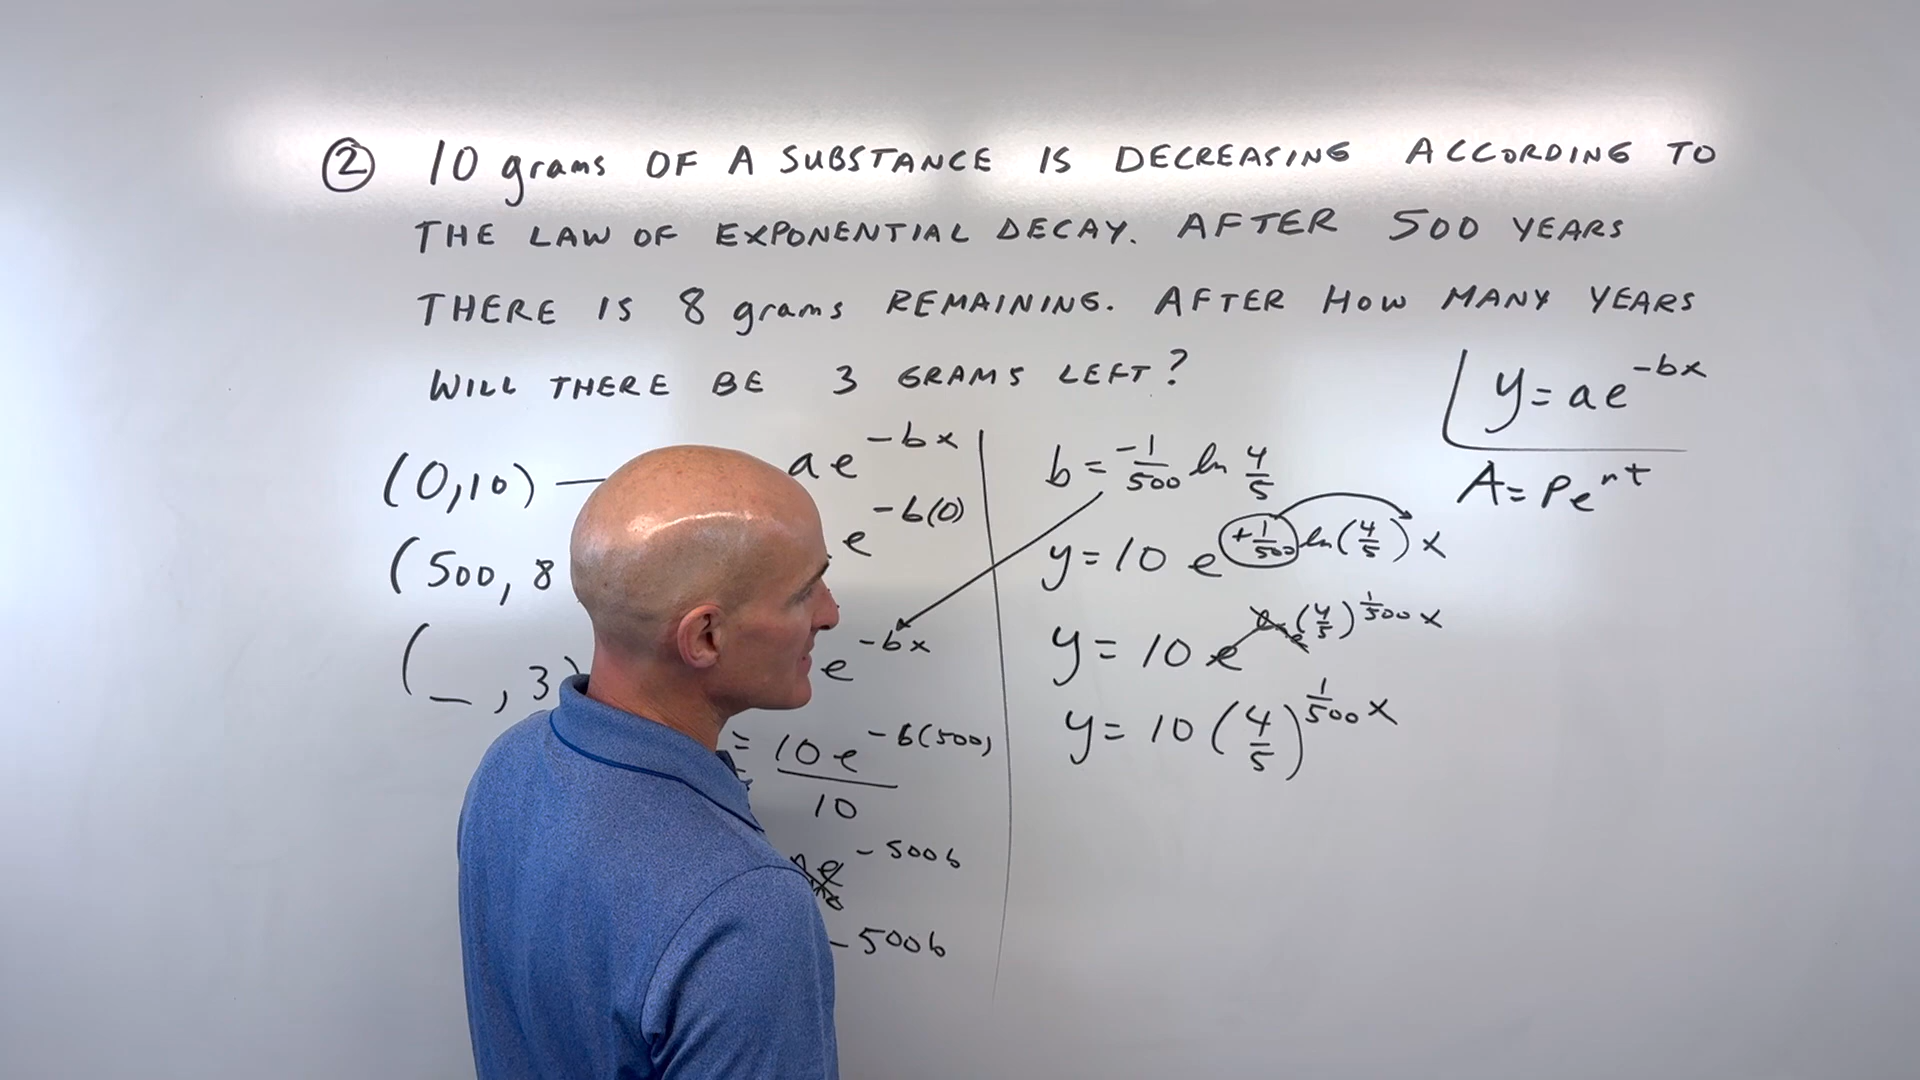 ② 10 grams OF A SUBSTANCE IS DECREASING ACCORDING TO
THE LAW OF EXPONENTIAL DECAY. AFTER 500 YEARS
THERE IS 8 grams REMAINING. AFTER HOW MANY YEARS
WILL THERE BE 3 GRAMS LEFT?
y = ae^{-bx}
A = Pe^{rt}
(0,10) —
(500, 8
(_, 3)
ae^{-bx}
e^{-b(0)}
e^{-bx}
= 10e^{-b(500)}
10
e^{-500b}
-500b
b = -1/500 ln 4/5
y = 10 e^{+1/500 ln(4/5) x}
y = 10 e^{ (4/5)^{1/500 x}}
y = 10 (4/5)^{1/500 x}